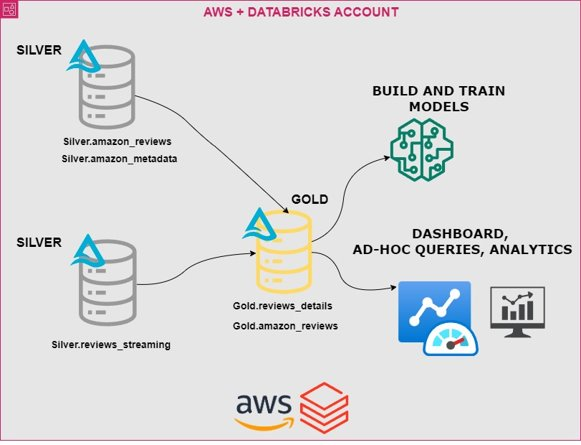 AWS + DATABRICKS ACCOUNT
SILVER
Silver.amazon_reviews
Silver.amazon_metadata
BUILD AND TRAIN
MODELS
GOLD
SILVER
DASHBOARD,
AD-HOC QUERIES, ANALYTICS
Gold.reviews_details
Gold.amazon_reviews
Silver.reviews_streaming
aws